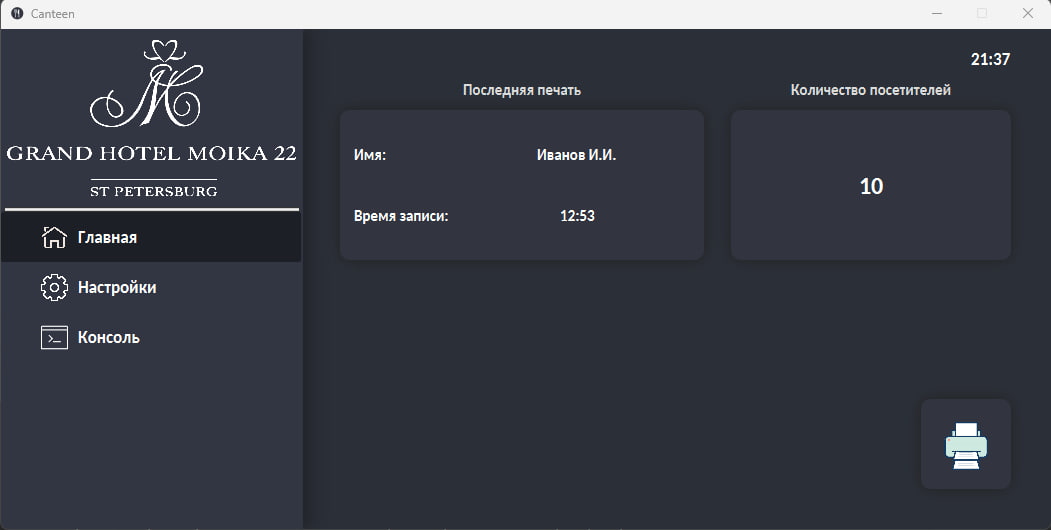 Canteen
GRAND HOTEL MOIKA 22
ST PETERSBURG
Главная
Настройки
Консоль
21:37
Последняя печать
Количество посетителей
Имя: Иванов И.И.
10
Время записи: 12:53